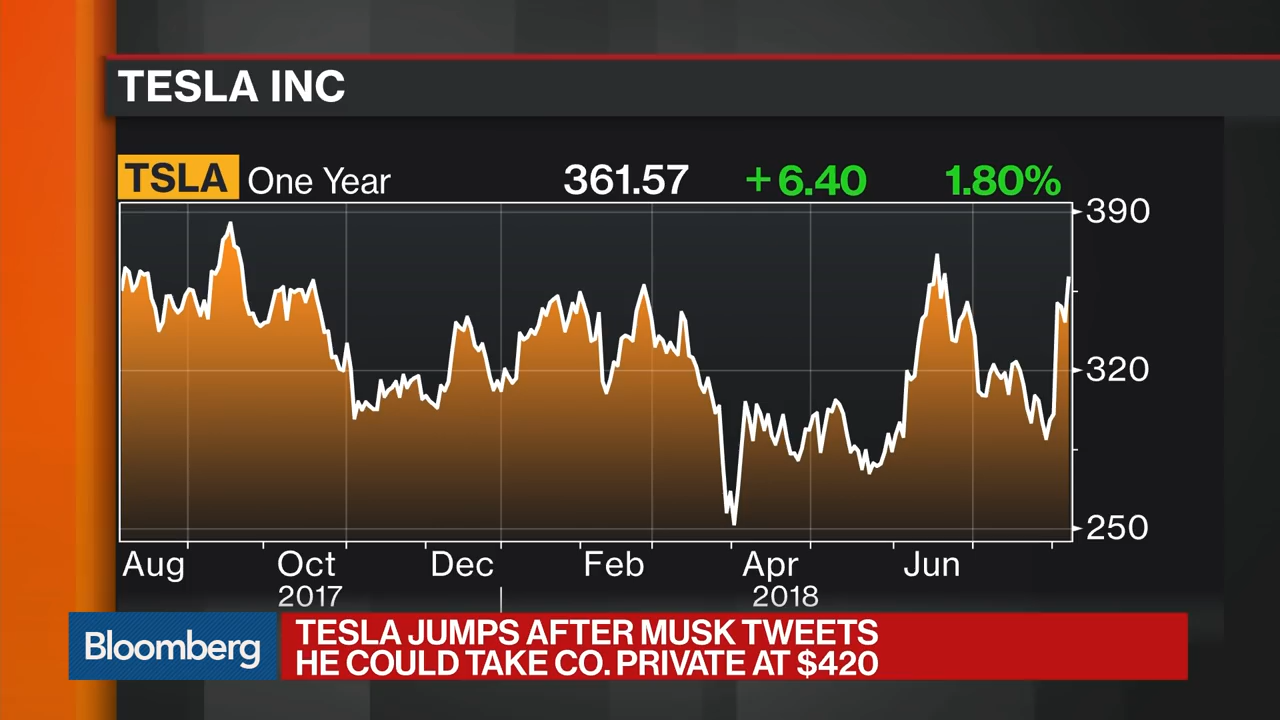 TESLA INC
TSLA One Year 361.57 +6.40 1.80%
390
320
250
Aug Oct Dec Feb Apr Jun
2017 2018
Bloomberg
TESLA JUMPS AFTER MUSK TWEETS
HE COULD TAKE CO. PRIVATE AT $420